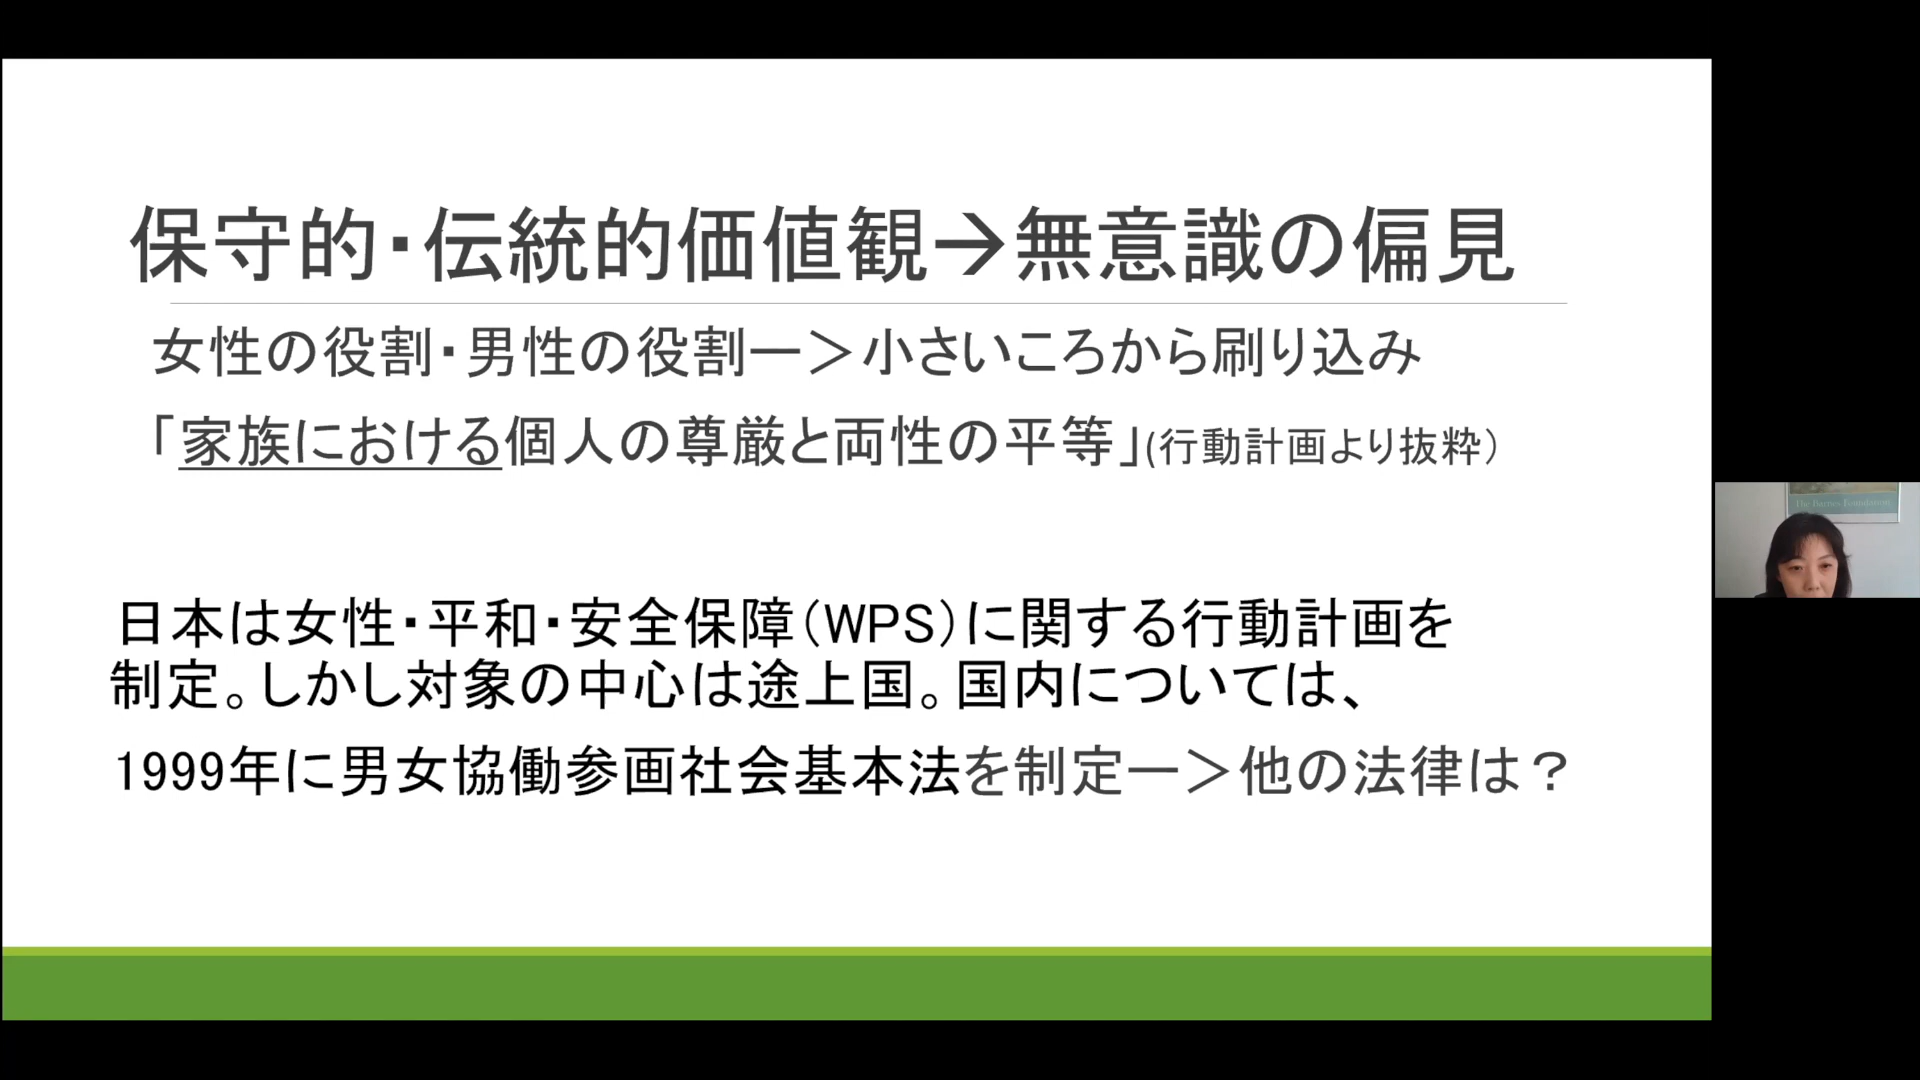 保守的・伝統的価値観→無意識の偏見
女性の役割・男性の役割―＞小さいころから刷り込み
「家族における個人の尊厳と両性の平等」(行動計画より抜粋）
日本は女性・平和・安全保障（WPS）に関する行動計画を
制定。しかし対象の中心は途上国。国内については、
1999年に男女協働参画社会基本法を制定―＞他の法律は？
The Barnes Foundation